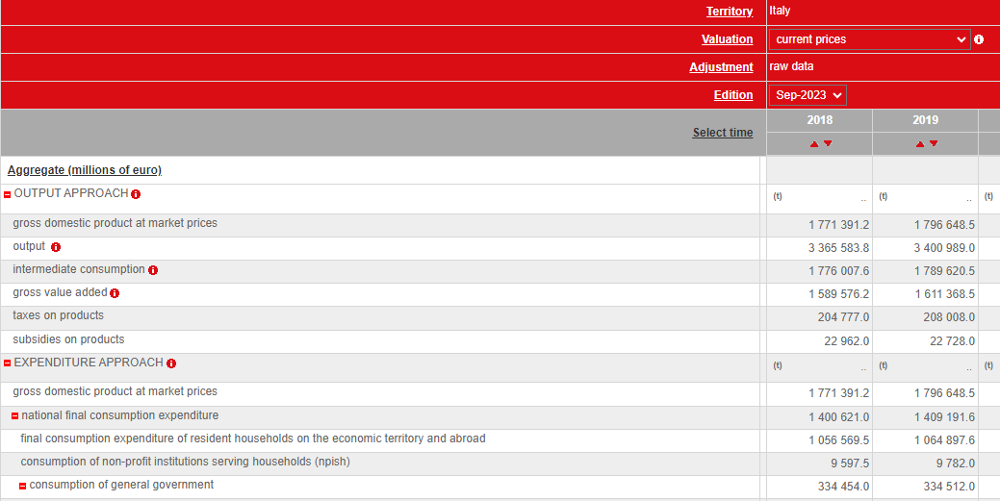 Territory Italy
Valuation current prices
Adjustment raw data
Edition Sep-2023
Select time 2018 2019
Aggregate (millions of euro)
OUTPUT APPROACH (t) .. (t) .. (t)
gross domestic product at market prices 1 771 391.2 1 796 648.5
output 3 365 583.8 3 400 989.0
intermediate consumption 1 776 007.6 1 789 620.5
gross value added 1 589 576.2 1 611 368.5
taxes on products 204 777.0 208 008.0
subsidies on products 22 962.0 22 728.0
EXPENDITURE APPROACH (t) .. (t) .. (t)
gross domestic product at market prices 1 771 391.2 1 796 648.5
national final consumption expenditure 1 400 621.0 1 409 191.6
final consumption expenditure of resident households on the economic territory and abroad 1 056 569.5 1 064 897.6
consumption of non-profit institutions serving households (npish) 9 597.5 9 782.0
consumption of general government 334 454.0 334 512.0